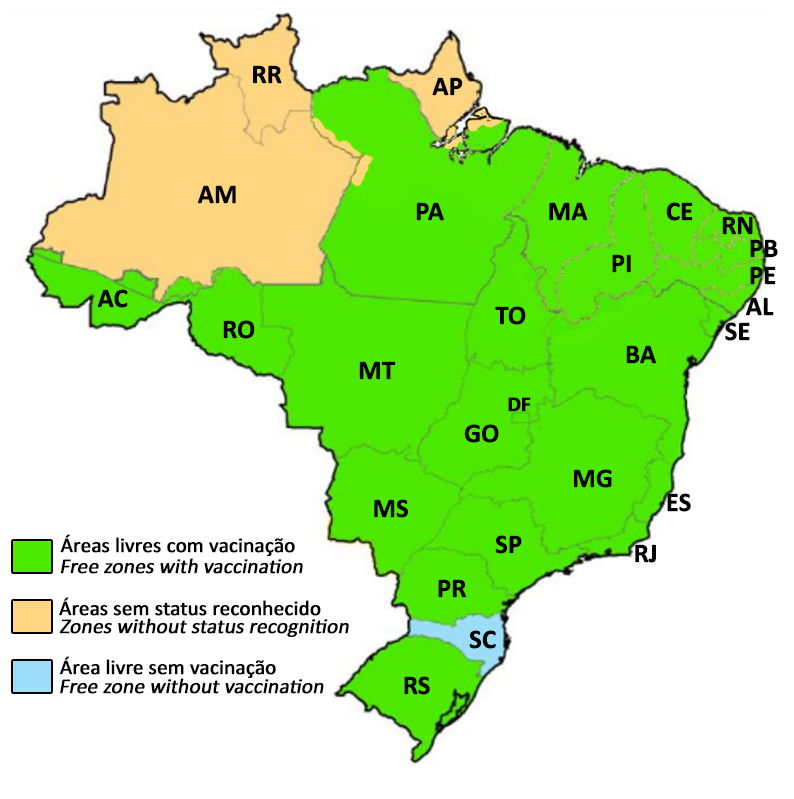 RR
AP
AM
PA
MA
CE
RN
PB
PI
PE
AC
AL
TO
RO
SE
BA
MT
DF
GO
MG
MS
ES
SP
RJ
PR
SC
RS
Áreas livres com vacinação
Free zones with vaccination
Áreas sem status reconhecido
Zones without status recognition
Área livre sem vacinação
Free zone without vaccination